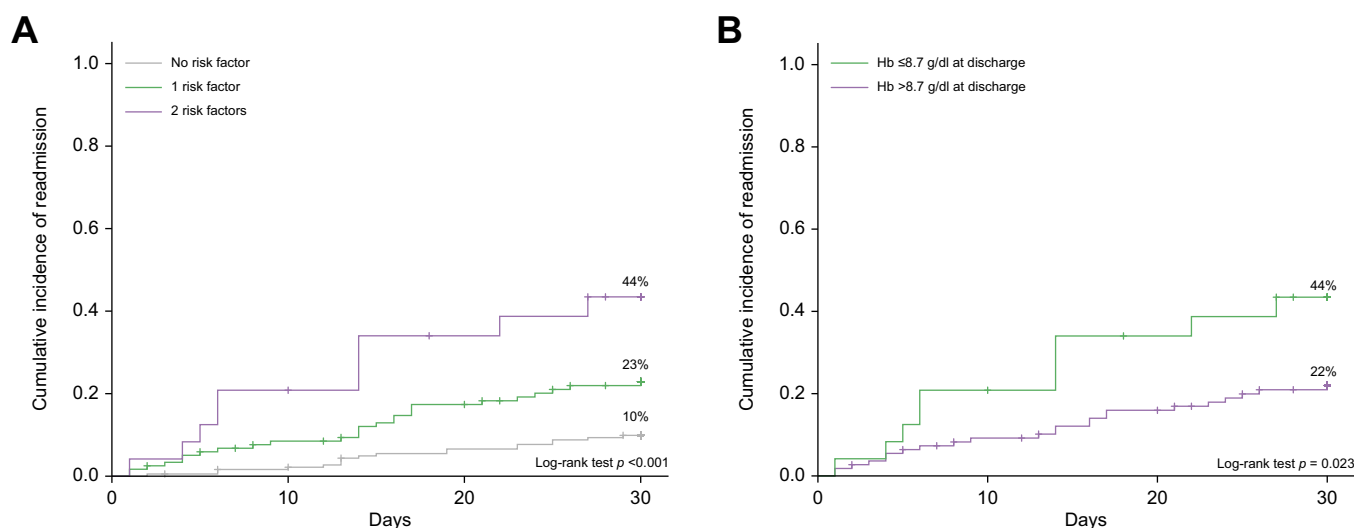 A
Cumulative incidence of readmission
1.0
0.8
0.6
0.4
0.2
0.0
No risk factor
1 risk factor
2 risk factors
44%
23%
10%
Log-rank test p <0.001
0 10 20 30
Days
B
Cumulative incidence of readmission
1.0
0.8
0.6
0.4
0.2
0.0
Hb ≤8.7 g/dl at discharge
Hb >8.7 g/dl at discharge
44%
22%
Log-rank test p = 0.023
0 10 20 30
Days